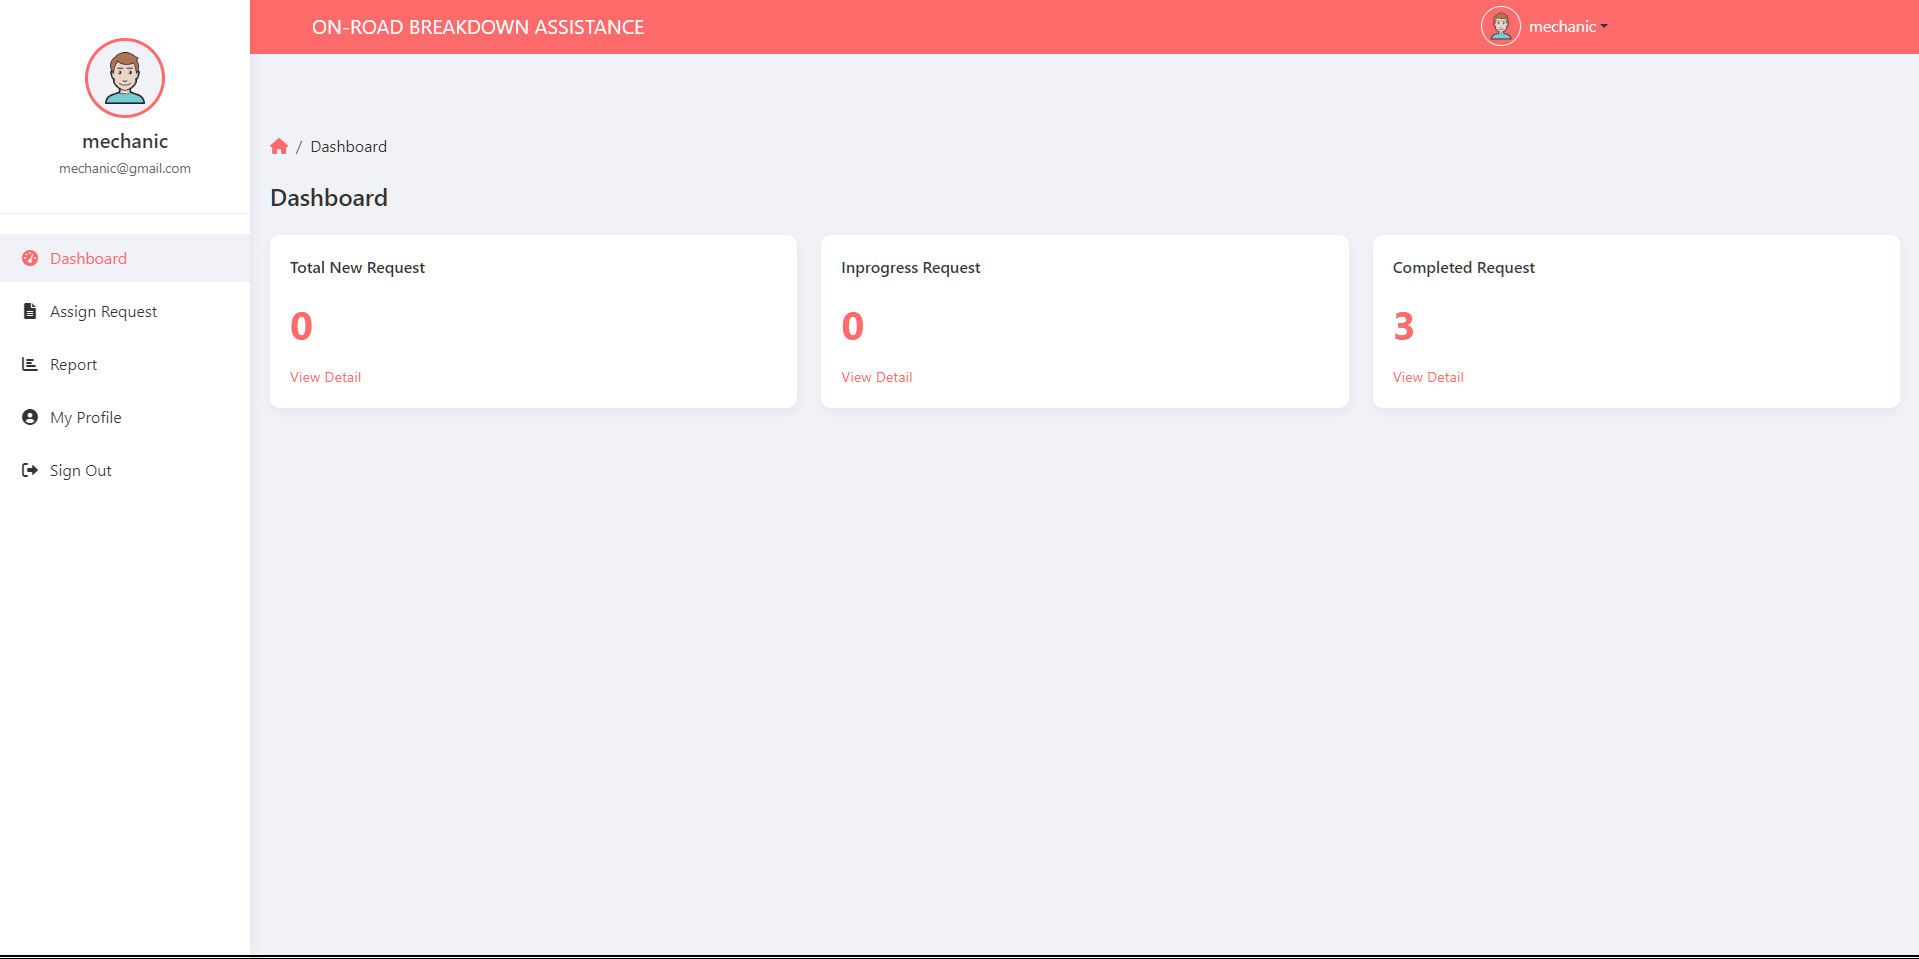 ON-ROAD BREAKDOWN ASSISTANCE
mechanic
mechanic
mechanic@gmail.com
Dashboard
Assign Request
Report
My Profile
Sign Out
/ Dashboard
Dashboard
Total New Request
0
View Detail
Inprogress Request
0
View Detail
Completed Request
3
View Detail